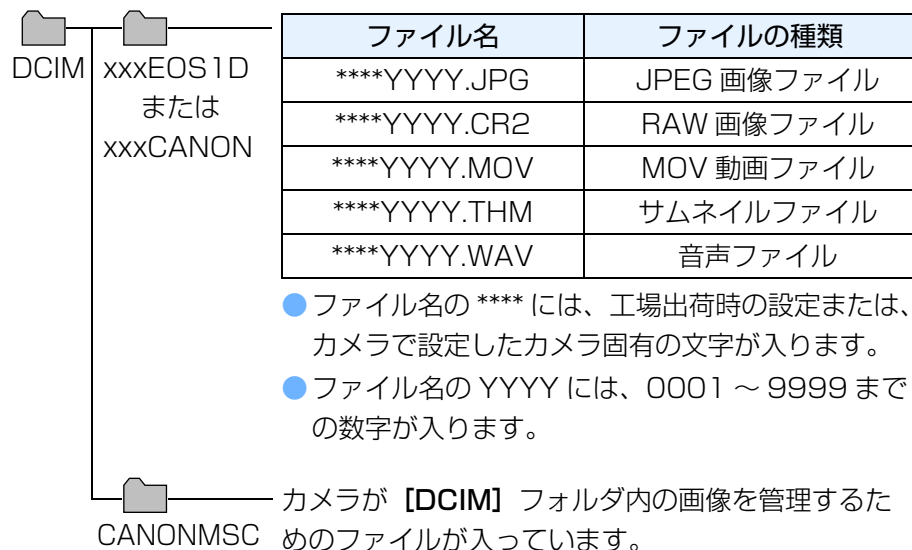 DCIM
xxxEOS1D
または
xxxCANON
ファイル名 ファイルの種類
****YYYY.JPG JPEG 画像ファイル
****YYYY.CR2 RAW 画像ファイル
****YYYY.MOV MOV 動画ファイル
****YYYY.THM サムネイルファイル
****YYYY.WAV 音声ファイル
●ファイル名の **** には、工場出荷時の設定または、
カメラで設定したカメラ固有の文字が入ります。
●ファイル名の YYYY には、0001 ～ 9999 まで
の数字が入ります。
CANONMSC
カメラが［DCIM］フォルダ内の画像を管理するた
めのファイルが入っています。